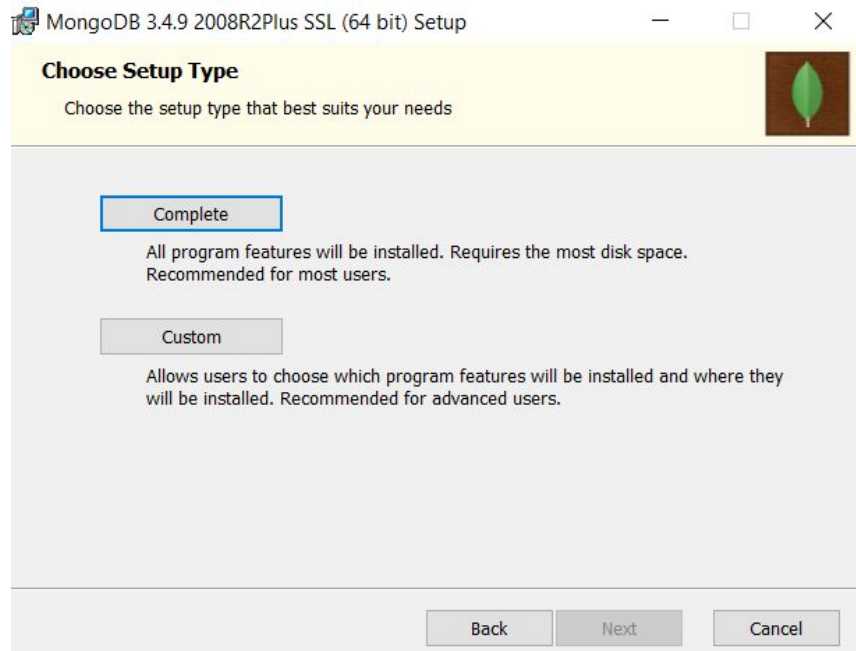 MongoDB 3.4.9 2008R2Plus SSL (64 bit) Setup
Choose Setup Type
Choose the setup type that best suits your needs
Complete
All program features will be installed. Requires the most disk space.
Recommended for most users.
Custom
Allows users to choose which program features will be installed and where they
will be installed. Recommended for advanced users.
Back Next Cancel